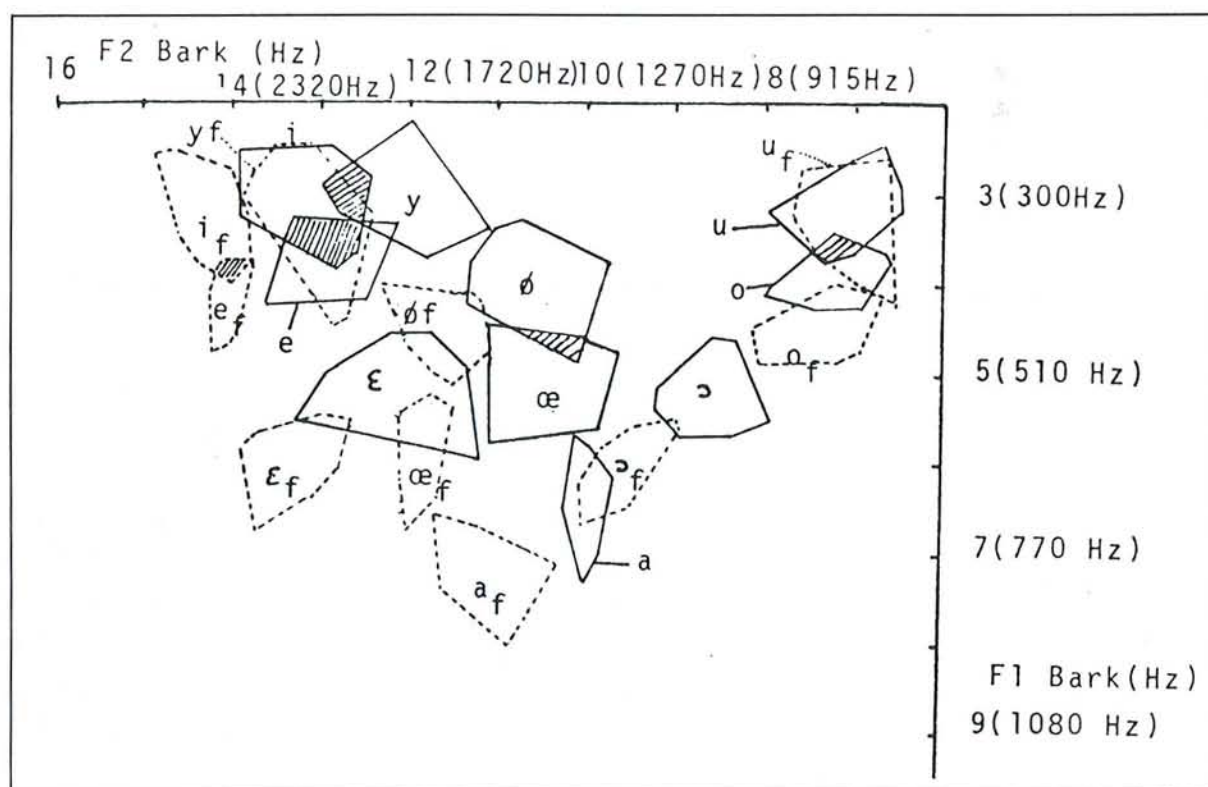 F2 Bark (Hz)
16 14(2320Hz) 12(1720Hz) 10(1270Hz) 8(915Hz)
yf i uf
3(300Hz)
y u
if
ø o
ef e øf of
5(510 Hz)
ɛ œ ɔ
ɛf œf ɔf
7(770 Hz)
a
af
F1 Bark(Hz)
9(1080 Hz)